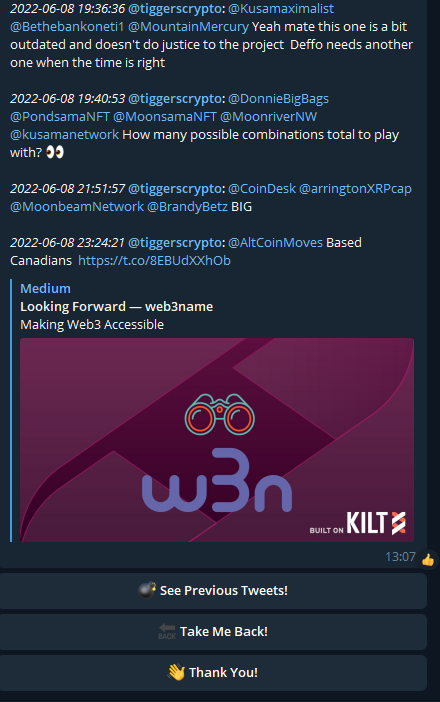 2022-06-08 19:36:36 @tiggerscrypto: @Kusamaximalist
@Bethebankoneti1 @MountainMercury Yeah mate this one is a bit
outdated and doesn't do justice to the project  Deffo needs another
one when the time is right
2022-06-08 19:40:53 @tiggerscrypto: @DonnieBigBags
@PondsamaNFT @MoonsamaNFT @MoonriverNW
@kusamanetwork How many possible combinations total to play
with? 👀
2022-06-08 21:51:57 @tiggerscrypto: @CoinDesk @arringtonXRPcap
@MoonbeamNetwork @BrandyBetz BIG
2022-06-08 23:24:21 @tiggerscrypto: @AltCoinMoves Based
Canadians  https://t.co/8EBUdXXhOb
Medium
Looking Forward — web3name
Making Web3 Accessible
w3n
BUILT ON KILT
13:07 👍
💣 See Previous Tweets!
🔙 Take Me Back!
👋 Thank You!